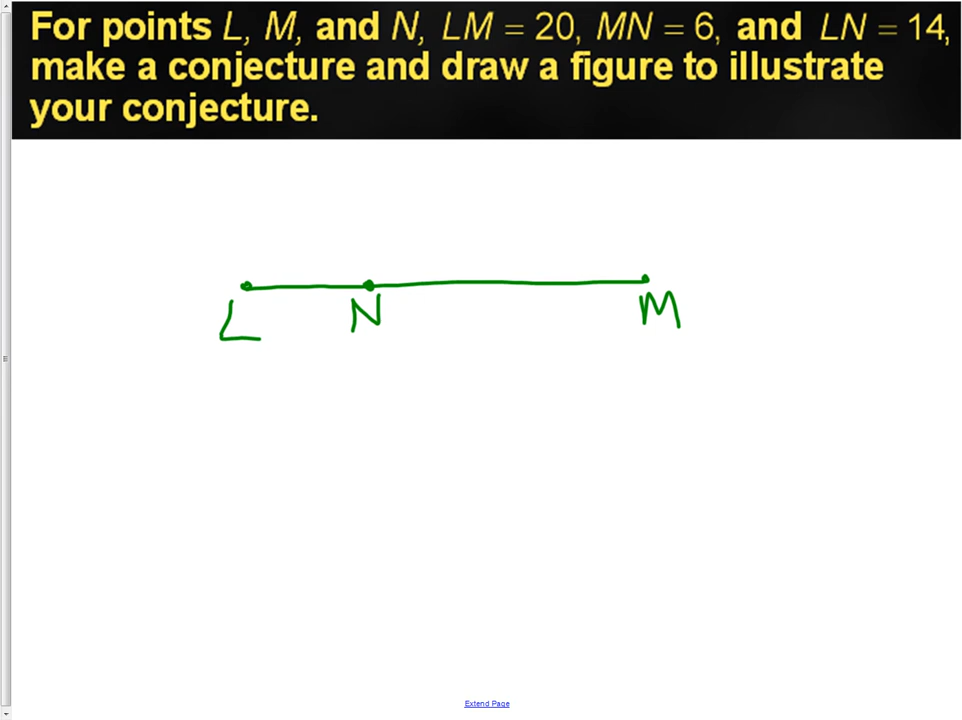 For points L, M, and N, LM = 20, MN = 6, and LN = 14,
make a conjecture and draw a figure to illustrate
your conjecture.
L N M
Extend Page